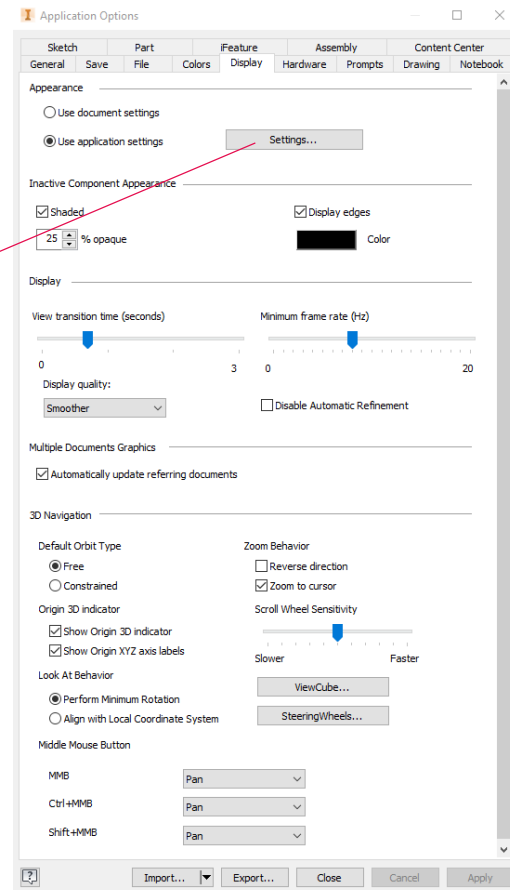 Application Options
Sketch Part iFeature Assembly Content Center
General Save File Colors Display Hardware Prompts Drawing Notebook
Appearance
Use document settings
Use application settings Settings...
Inactive Component Appearance
Shaded Display edges
25 % opaque Color
Display
View transition time (seconds) Minimum frame rate (Hz)
0 3 0 20
Display quality:
Smoother Disable Automatic Refinement
Multiple Documents Graphics
Automatically update referring documents
3D Navigation
Default Orbit Type Zoom Behavior
Free Reverse direction
Constrained Zoom to cursor
Origin 3D indicator Scroll Wheel Sensitivity
Show Origin 3D indicator
Show Origin XYZ axis labels
Slower Faster
Look At Behavior
ViewCube...
Perform Minimum Rotation
Align with Local Coordinate System SteeringWheels...
Middle Mouse Button
MMB Pan
Ctrl+MMB Pan
Shift+MMB Pan
? Import... Export... Close Cancel Apply